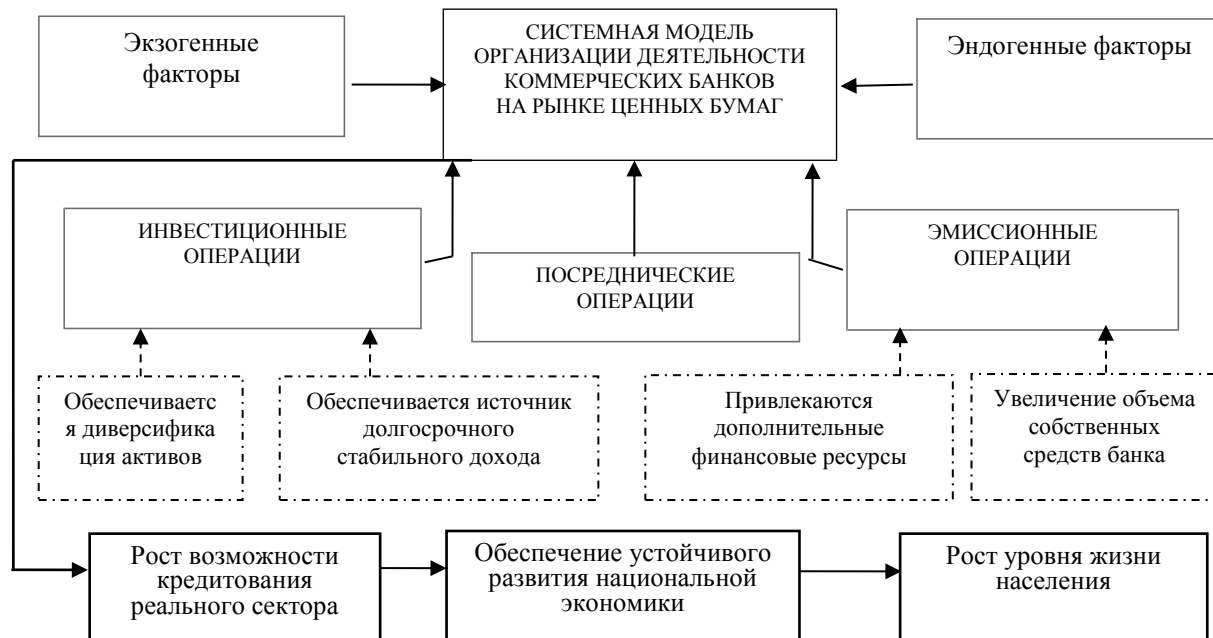 Экзогенные
факторы
СИСТЕМНАЯ МОДЕЛЬ
ОРГАНИЗАЦИИ ДЕЯТЕЛЬНОСТИ
КОММЕРЧЕСКИХ БАНКОВ
НА РЫНКЕ ЦЕННЫХ БУМАГ
Эндогенные факторы
ИНВЕСТИЦИОННЫЕ
ОПЕРАЦИИ
ПОСРЕДНИЧЕСКИЕ
ОПЕРАЦИИ
ЭМИССИОННЫЕ
ОПЕРАЦИИ
Обеспечиваетс
я диверсифика
ция активов
Обеспечивается источник
долгосрочного
стабильного дохода
Привлекаются
дополнительные
финансовые ресурсы
Увеличение объема
собственных
средств банка
Рост возможности
кредитования
реального сектора
Обеспечение устойчивого
развития национальной
экономики
Рост уровня жизни
населения